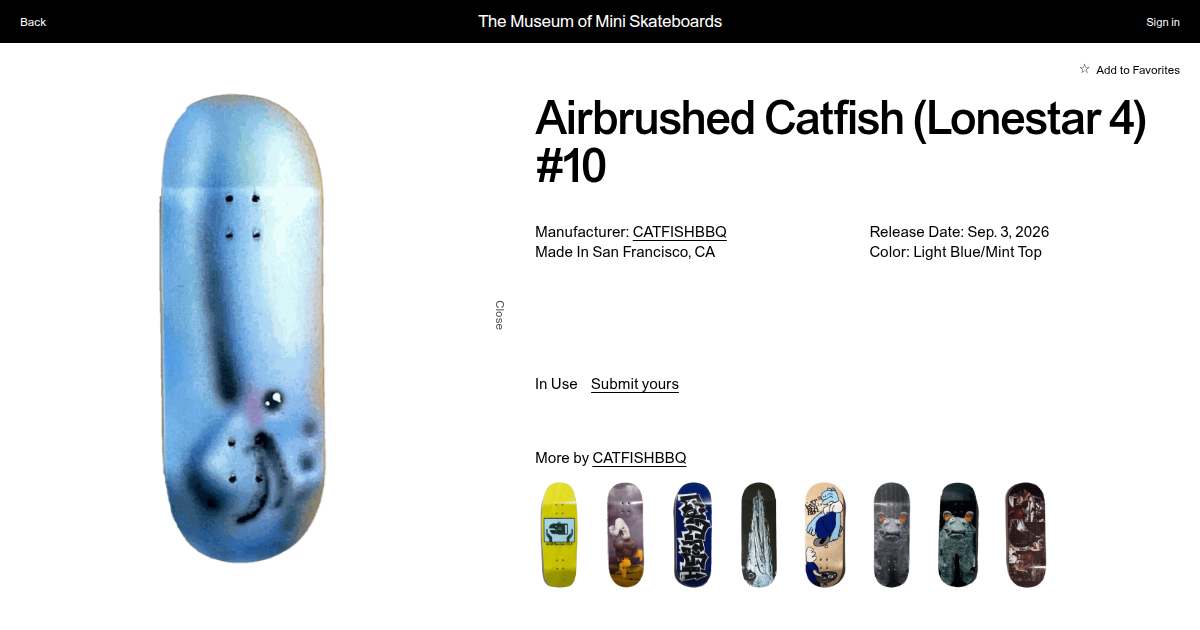 Back
The Museum of Mini Skateboards
Sign in
☆ Add to Favorites
Airbrushed Catfish (Lonestar 4)
#10
Manufacturer: CATFISHBBQ
Made In San Francisco, CA
Release Date: Sep. 3, 2026
Color: Light Blue/Mint Top
Close
In Use Submit yours
More by CATFISHBBQ